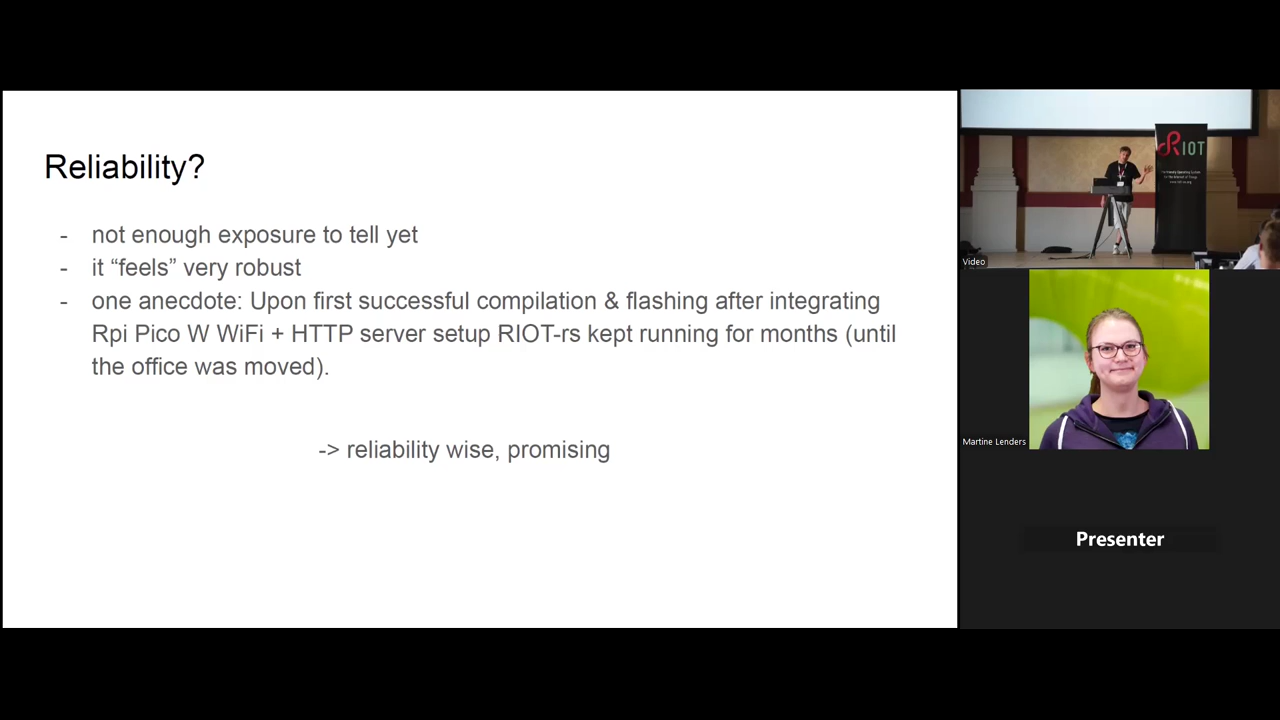 Reliability?
- not enough exposure to tell yet
- it “feels” very robust
- one anecdote: Upon first successful compilation & flashing after integrating
Rpi Pico W WiFi + HTTP server setup RIOT-rs kept running for months (until
the office was moved).
-> reliability wise, promising
RIOT
Video
Martine Lenders
Presenter